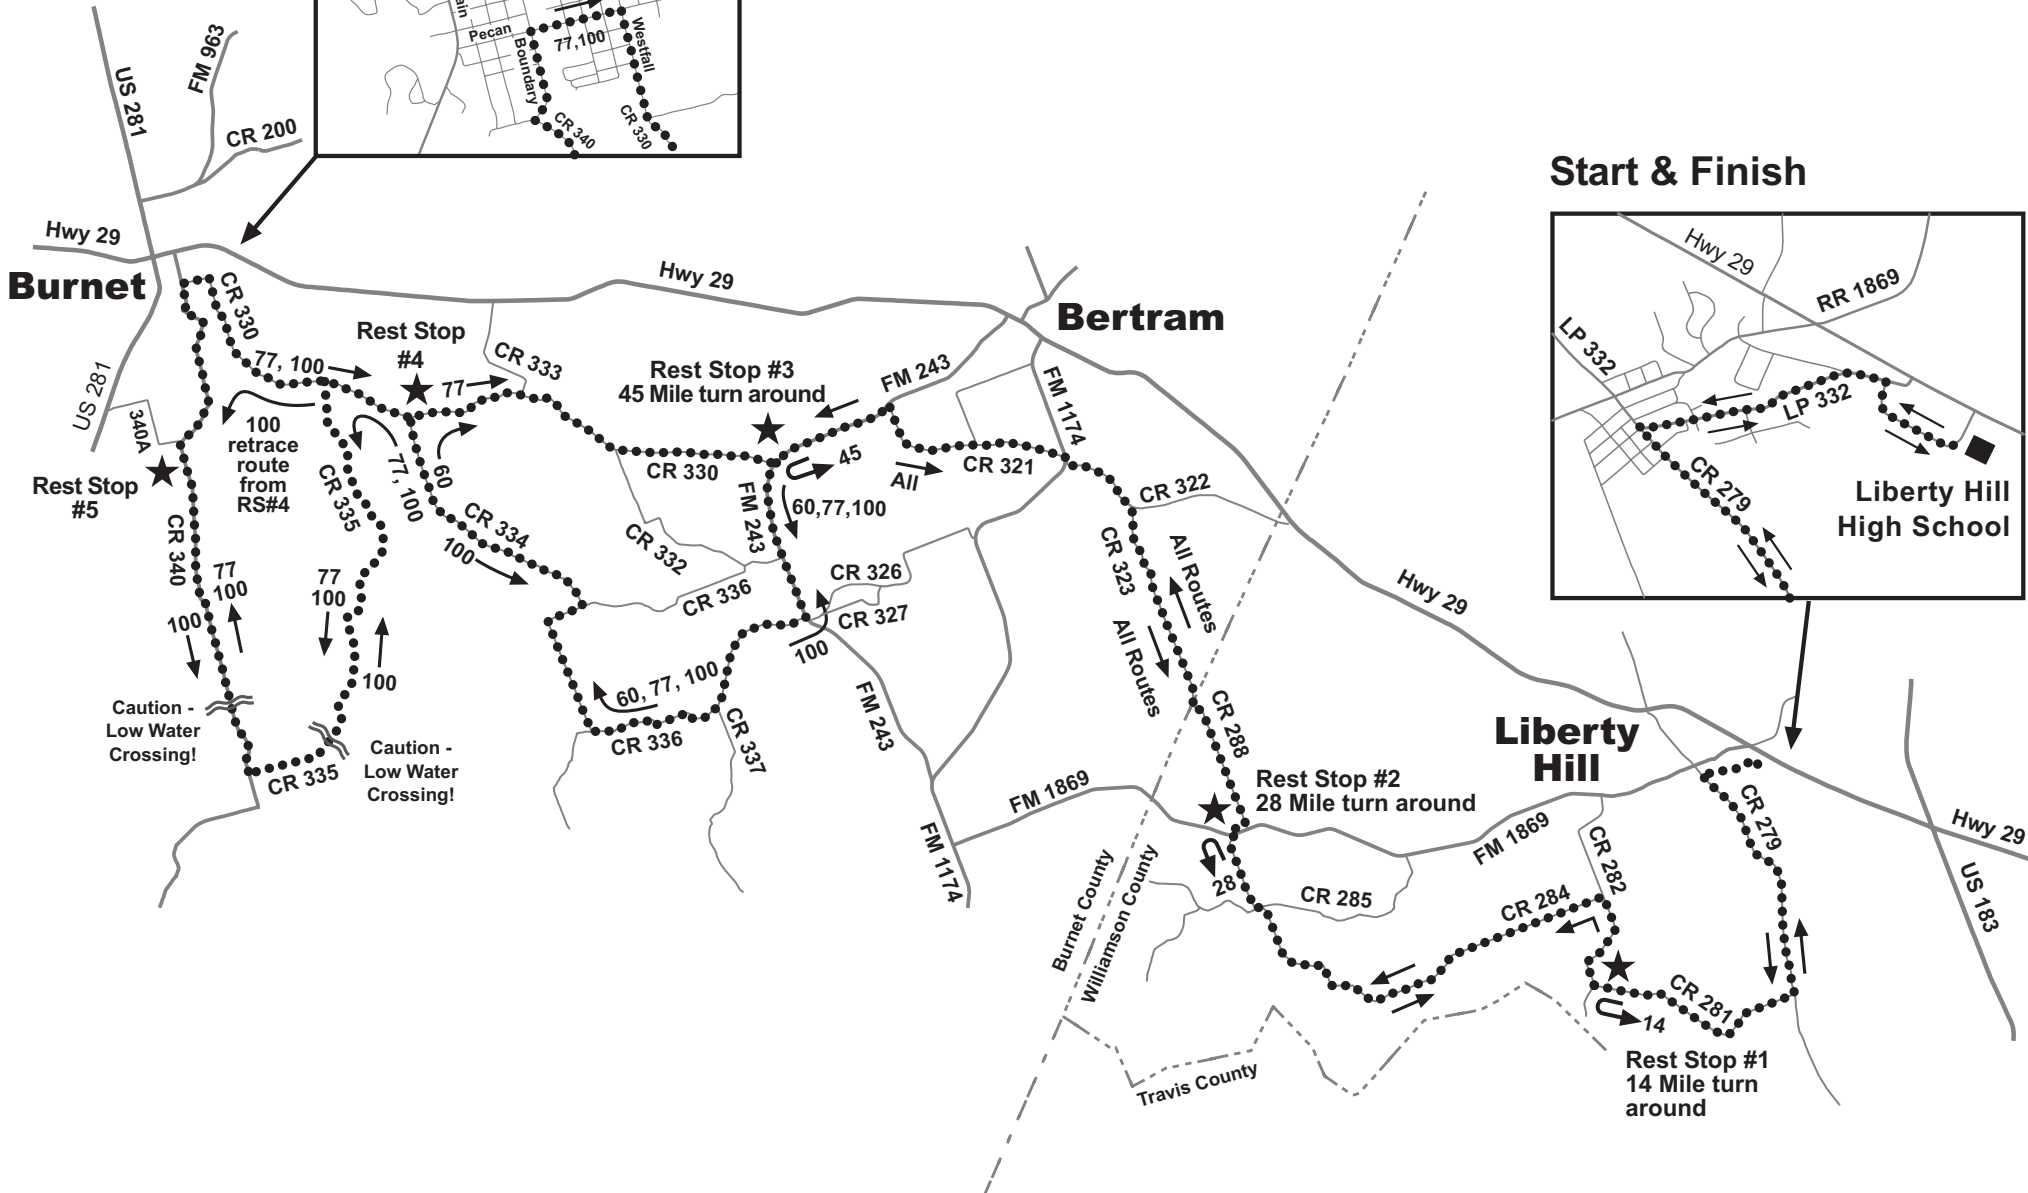 ain
Pecan
77,100
Boundary
Westfall
CR 340
CR 330
US 281
FM 963
CR 200
Hwy 29
Burnet
US 281
340A
Rest Stop
#5
CR 330
77, 100
Rest Stop
#4
77
CR 333
Hwy 29
Bertram
Rest Stop #3
45 Mile turn around
FM 243
FM 1174
100
retrace
route
from
RS#4
CR 335
77, 100
60
CR 330
45
All
CR 321
CR 322
CR 340
77
100
100
77
100
100
CR 334
100
CR 332
FM 243
60,77,100
CR 336
CR 326
CR 327
100
60, 77, 100
CR 336
CR 337
FM 243
Caution -
Low Water
Crossing!
CR 335
Caution -
Low Water
Crossing!
CR 323
All Routes
All Routes
CR 288
Hwy 29
FM 1869
FM 1174
Rest Stop #2
28 Mile turn around
28
CR 285
Burnet County
Williamson County
Travis County
Liberty
Hill
FM 1869
CR 282
CR 284
CR 279
CR 281
14
Rest Stop #1
14 Mile turn
around
Hwy 29
US 183
Start & Finish
Hwy 29
RR 1869
LP 332
LP 332
CR 279
Liberty Hill
High School